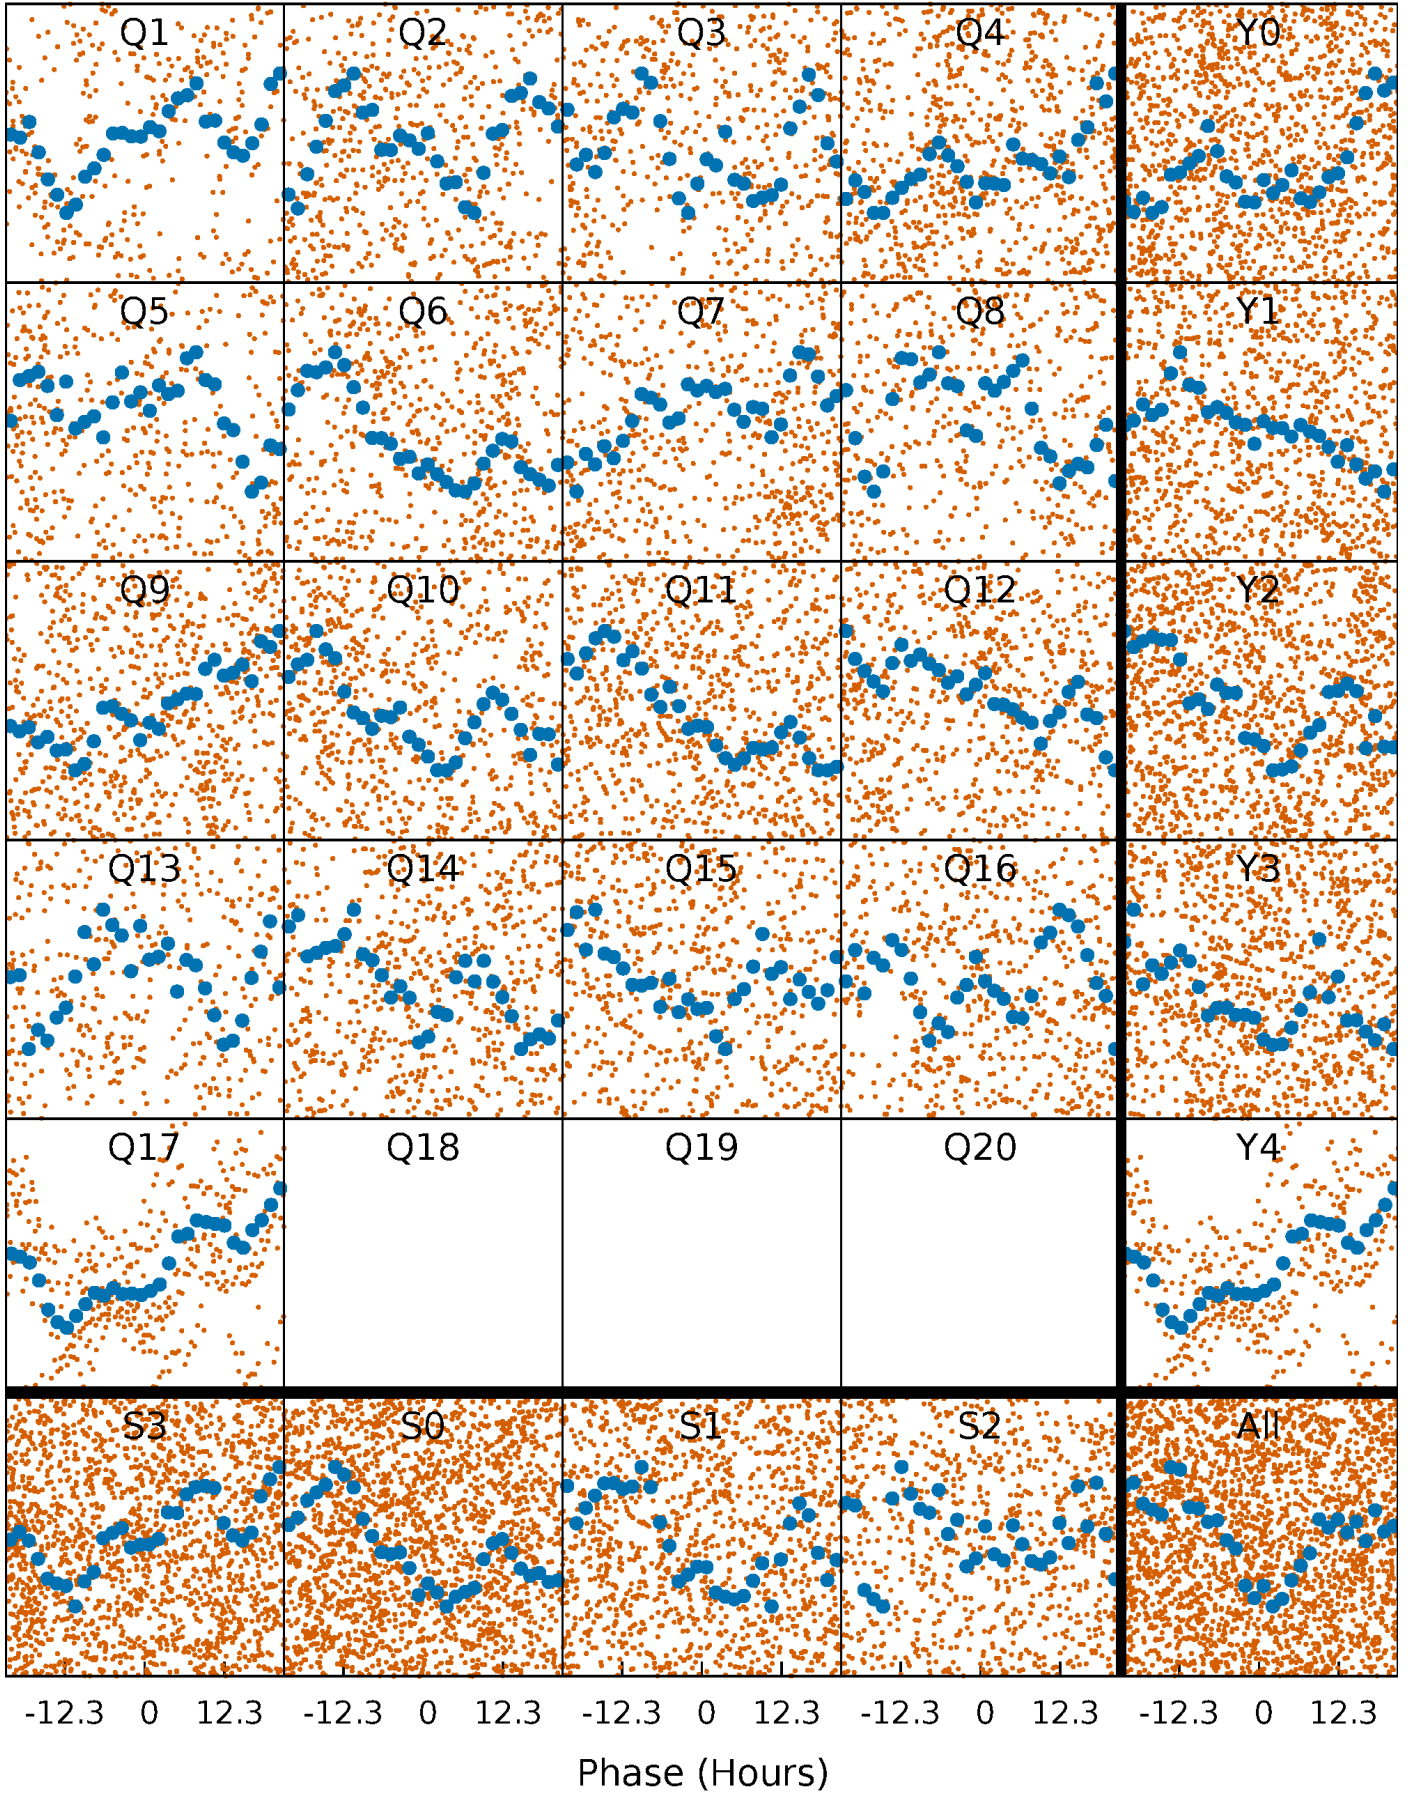 Q1 Q2 Q3 Q4 Y0
Q5 Q6 Q7 Q8 Y1
Q9 Q10 Q11 Q12 Y2
Q13 Q14 Q15 Q16 Y3
Q17 Q18 Q19 Q20 Y4
S3 S0 S1 S2 All
-12.3 0 12.3 -12.3 0 12.3 -12.3 0 12.3 -12.3 0 12.3 -12.3 0 12.3
Phase (Hours)